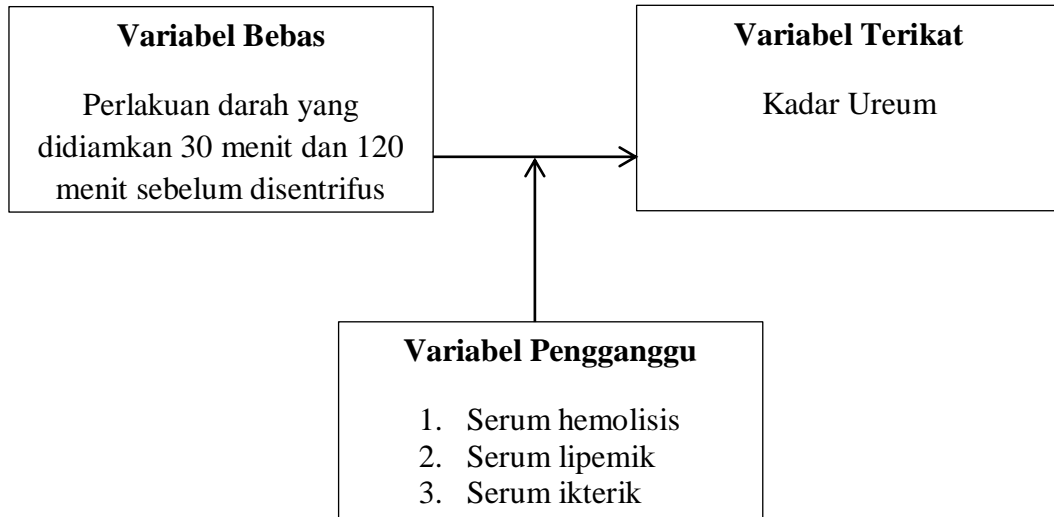 Variabel Bebas
Perlakuan darah yang
didiamkan 30 menit dan 120
menit sebelum disentrifus
Variabel Terikat
Kadar Ureum
Variabel Pengganggu
1. Serum hemolisis
2. Serum lipemik
3. Serum ikterik